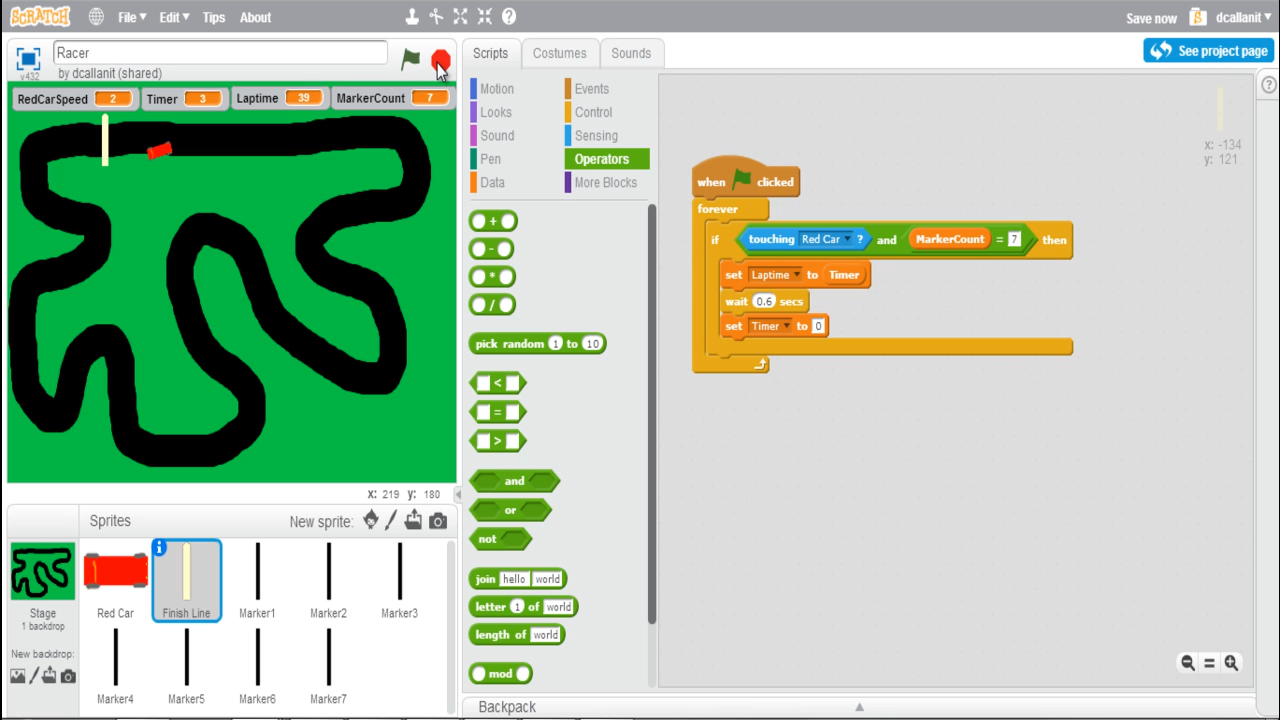 SCRATCH File Edit Tips About Save now dcallanit
Racer
by dcallanit (shared)
v432
Scripts Costumes Sounds
See project page
RedCarSpeed 2 Timer 3 Laptime 39 MarkerCount 7
Motion Events
Looks Control
Sound Sensing
Pen Operators
Data More Blocks
+
-
*
/
pick random 1 to 10
<
=
>
and
or
not
join hello world
letter 1 of world
length of world
mod
x: -134
y: 121
when clicked
forever
if touching Red Car ? and MarkerCount = 7 then
set Laptime to Timer
wait 0.6 secs
set Timer to 0
x: 219 y: 180
Sprites New sprite:
Stage
1 backdrop
New backdrop:
Red Car Finish Line Marker1 Marker2 Marker3
Marker4 Marker5 Marker6 Marker7
Backpack